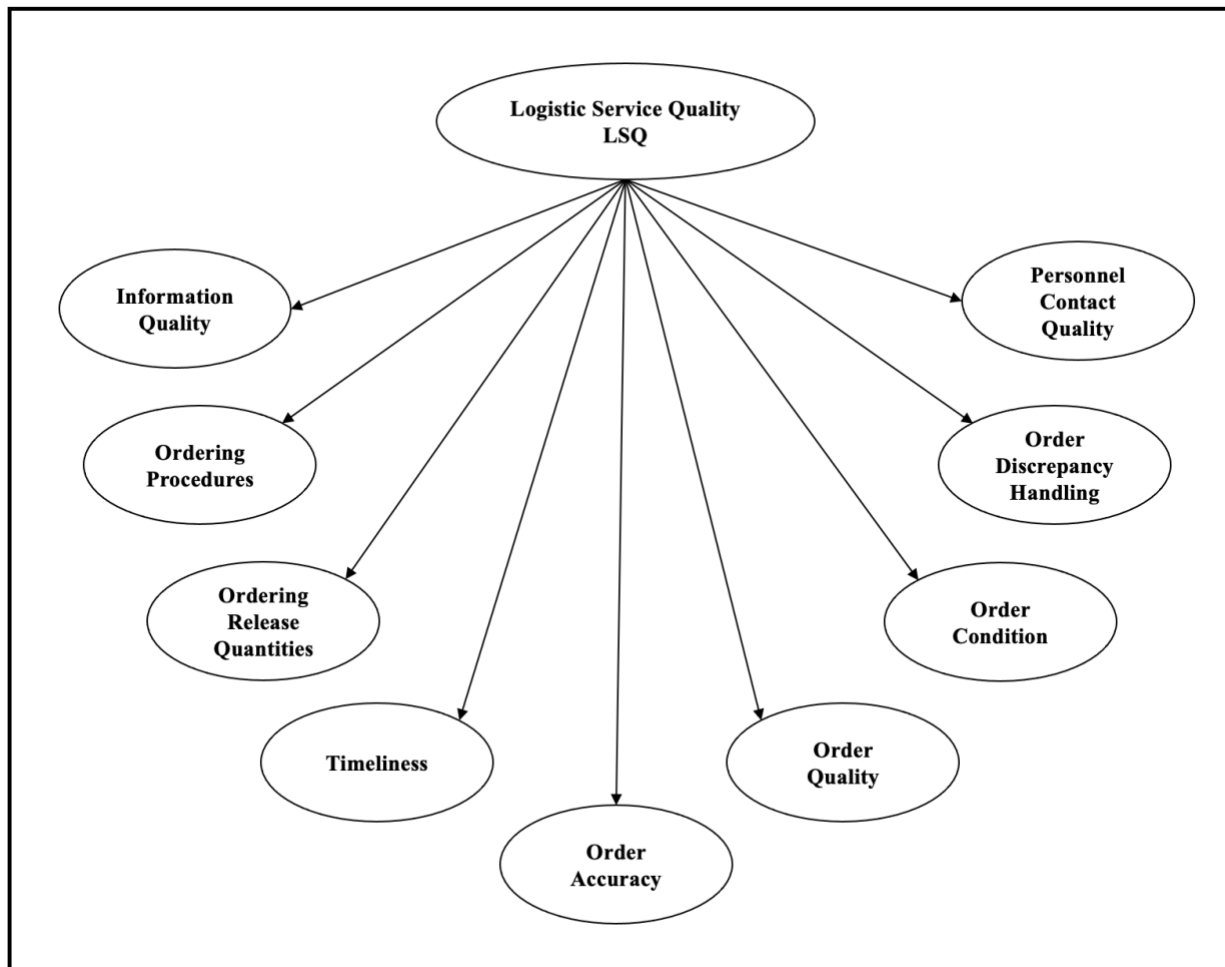 Logistic Service Quality
LSQ
Information
Quality
Personnel
Contact
Quality
Ordering
Procedures
Order
Discrepancy
Handling
Ordering
Release
Quantities
Order
Condition
Timeliness
Order
Quality
Order
Accuracy